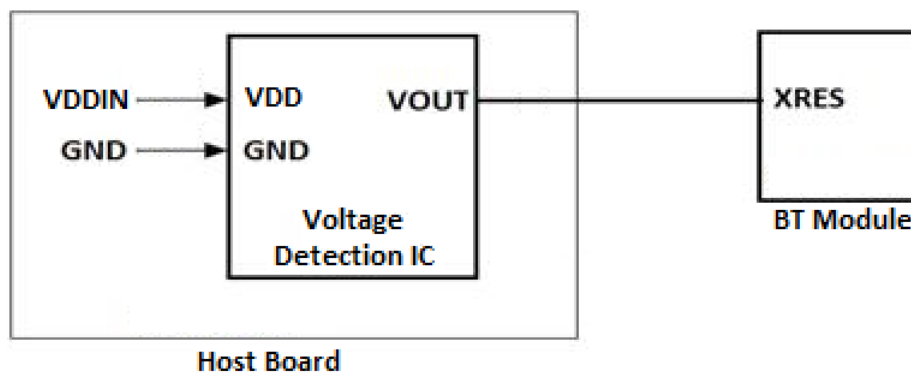 VDDIN
VDD
VOUT
XRES
GND
GND
Voltage
Detection IC
BT Module
Host Board